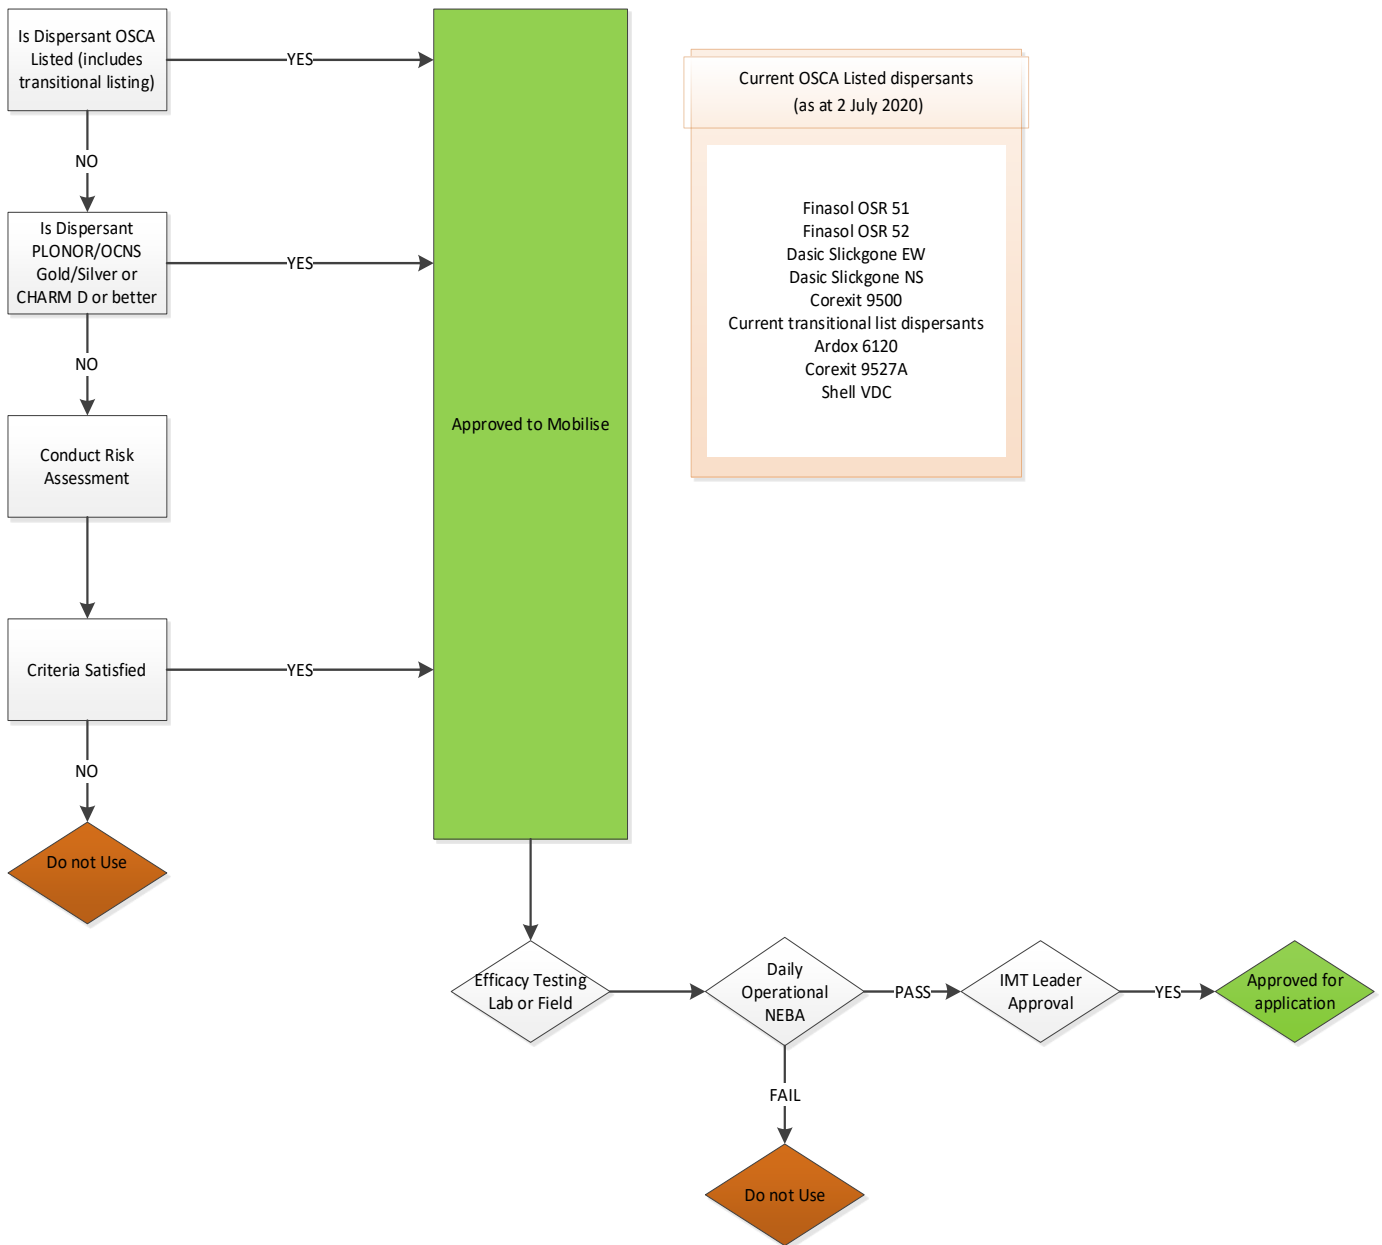 Is Dispersant OSCA
Listed (includes
transitional listing)
YES
NO
Is Dispersant
PLONOR/OCNS
Gold/Silver or
CHARM D or better
YES
NO
Conduct Risk
Assessment
Criteria Satisfied
YES
NO
Do not Use
Approved to Mobilise
Current OSCA Listed dispersants
(as at 2 July 2020)
Finasol OSR 51
Finasol OSR 52
Dasic Slickgone EW
Dasic Slickgone NS
Corexit 9500
Current transitional list dispersants
Ardox 6120
Corexit 9527A
Shell VDC
Efficacy Testing
Lab or Field
Daily
Operational
NEBA
PASS
IMT Leader
Approval
YES
Approved for
application
FAIL
Do not Use